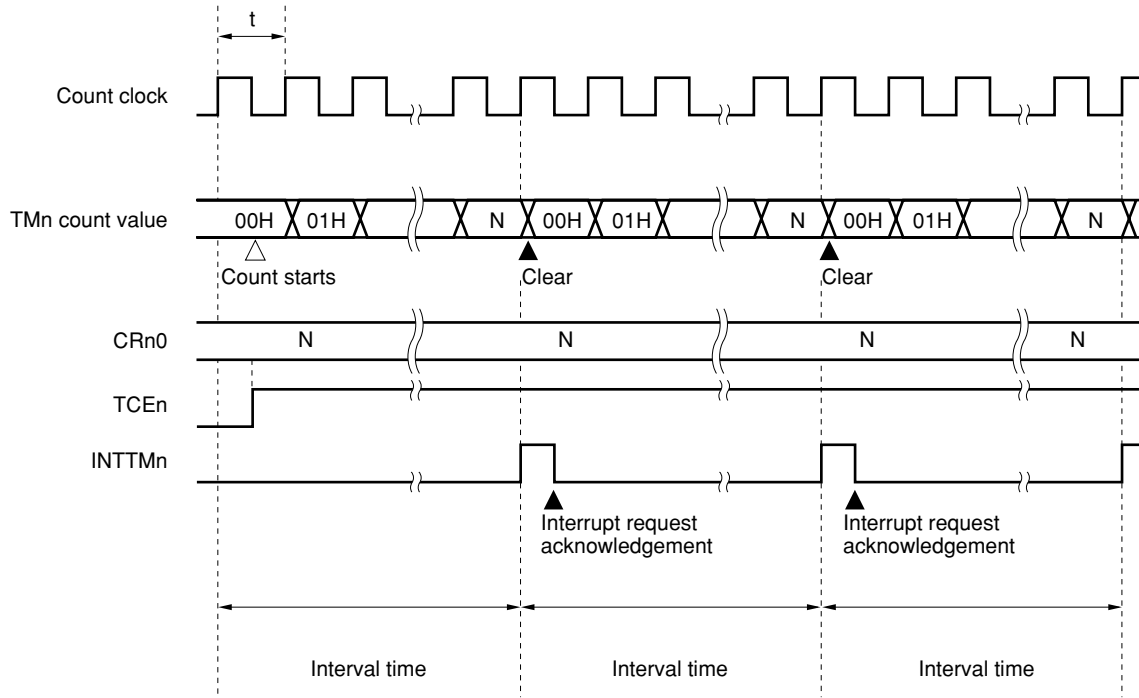 t
Count clock
TMn count value
00H 01H N 00H 01H N 00H 01H N
Count starts Clear Clear
CRn0 N N N N
TCEn
INTTMn
Interrupt request
acknowledgement
Interrupt request
acknowledgement
Interval time Interval time Interval time